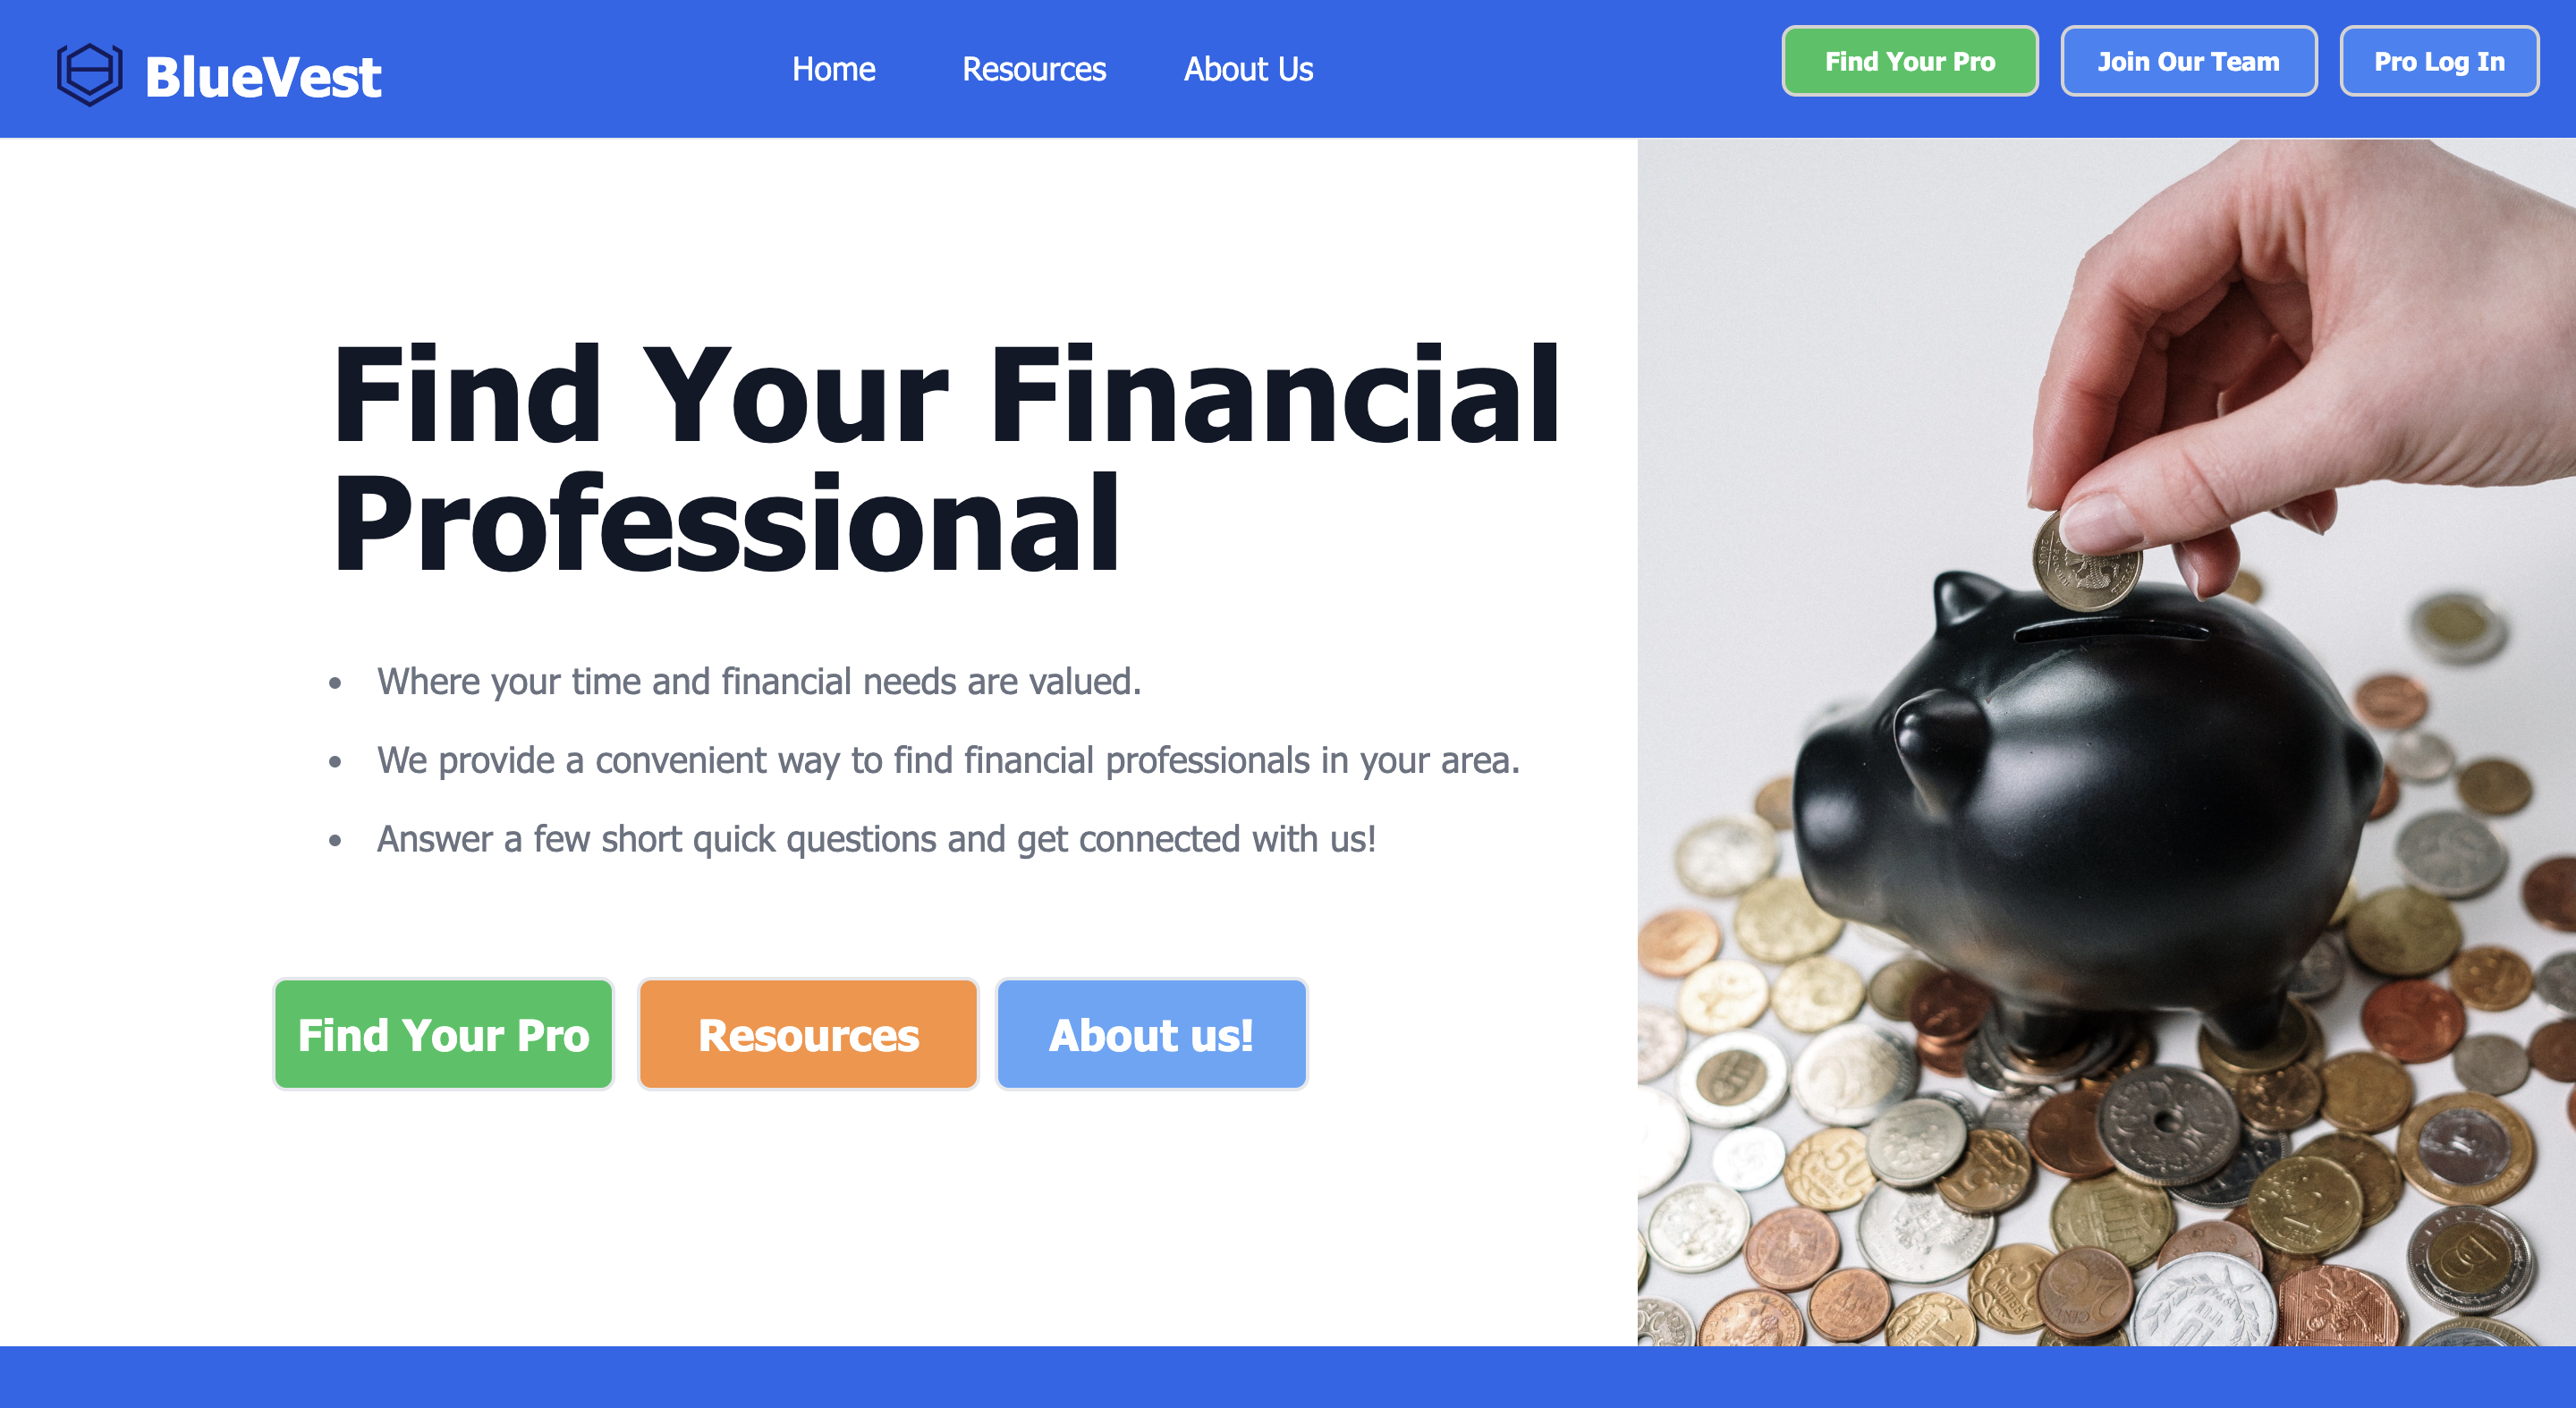 BlueVest
Home
Resources
About Us
Find Your Pro
Join Our Team
Pro Log In
Find Your Financial
Professional
• Where your time and financial needs are valued.
• We provide a convenient way to find financial professionals in your area.
• Answer a few short quick questions and get connected with us!
Find Your Pro
Resources
About us!